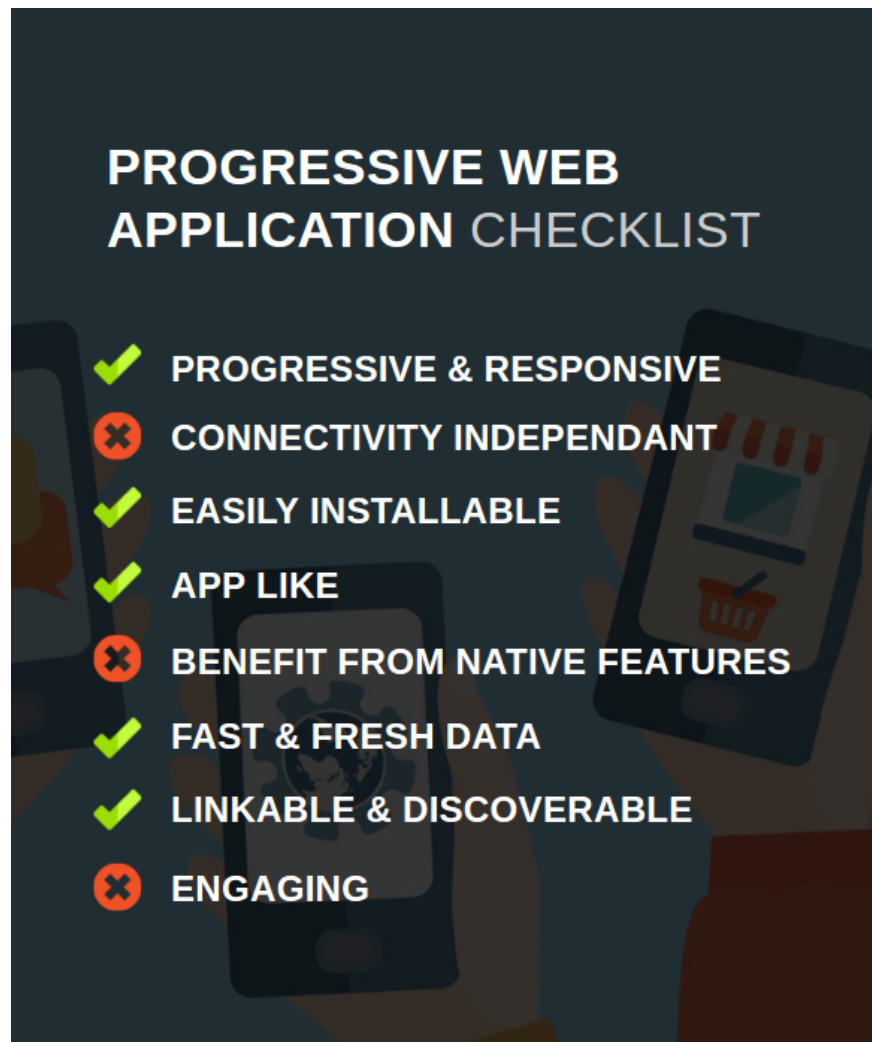 PROGRESSIVE WEB
APPLICATION CHECKLIST
PROGRESSIVE & RESPONSIVE
CONNECTIVITY INDEPENDANT
EASILY INSTALLABLE
APP LIKE
BENEFIT FROM NATIVE FEATURES
FAST & FRESH DATA
LINKABLE & DISCOVERABLE
ENGAGING